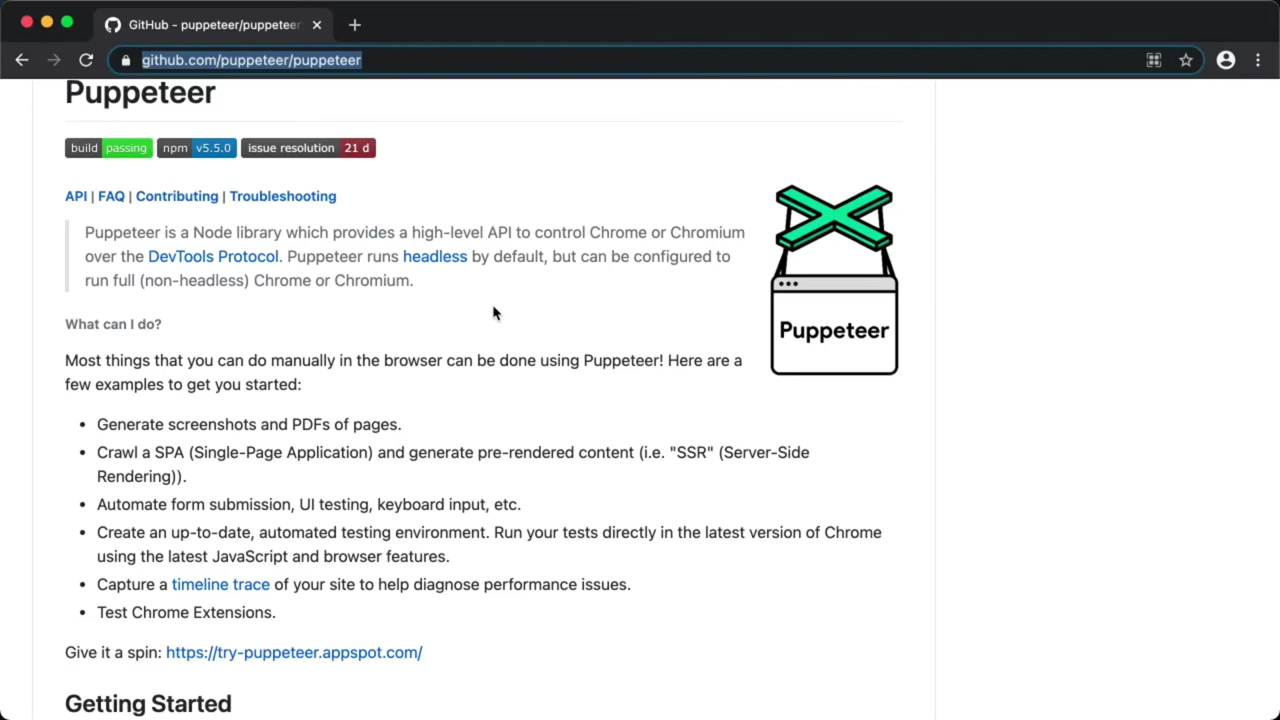 GitHub - puppeteer/puppeteer:
github.com/puppeteer/puppeteer
Puppeteer
build passing npm v5.5.0 issue resolution 21 d
API | FAQ | Contributing | Troubleshooting
Puppeteer is a Node library which provides a high-level API to control Chrome or Chromium
over the DevTools Protocol. Puppeteer runs headless by default, but can be configured to
run full (non-headless) Chrome or Chromium.
Puppeteer
What can I do?
Most things that you can do manually in the browser can be done using Puppeteer! Here are a
few examples to get you started:
• Generate screenshots and PDFs of pages.
• Crawl a SPA (Single-Page Application) and generate pre-rendered content (i.e. "SSR" (Server-Side
Rendering)).
• Automate form submission, UI testing, keyboard input, etc.
• Create an up-to-date, automated testing environment. Run your tests directly in the latest version of Chrome
using the latest JavaScript and browser features.
• Capture a timeline trace of your site to help diagnose performance issues.
• Test Chrome Extensions.
Give it a spin: https://try-puppeteer.appspot.com/
Getting Started